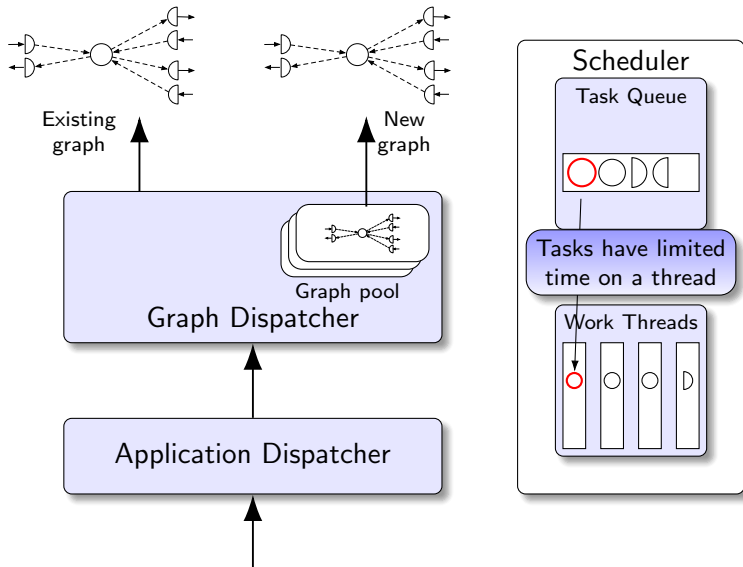 Existing
graph
New
graph
Graph pool
Graph Dispatcher
Application Dispatcher
Scheduler
Task Queue
Tasks have limited
time on a thread
Work Threads